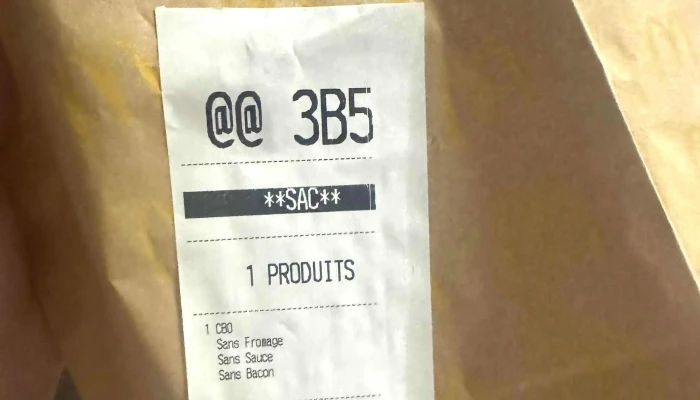 @@ 3B5
**SAC**
1 PRODUITS
1 CBO
Sans Fromage
Sans Sauce
Sans Bacon